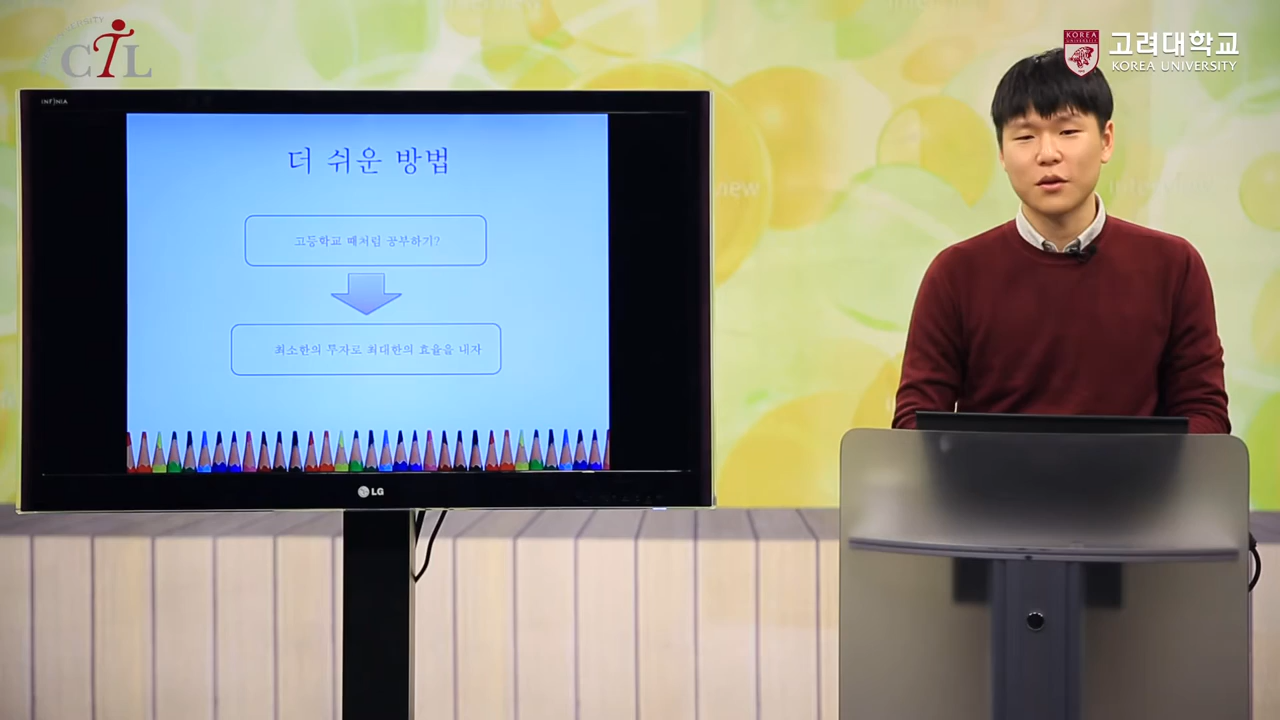 CTL
고려대학교
KOREA UNIVERSITY
INFINIA
더 쉬운 방법
고등학교 때처럼 공부하기?
최소한의 투자로 최대한의 효율을 내자
LG